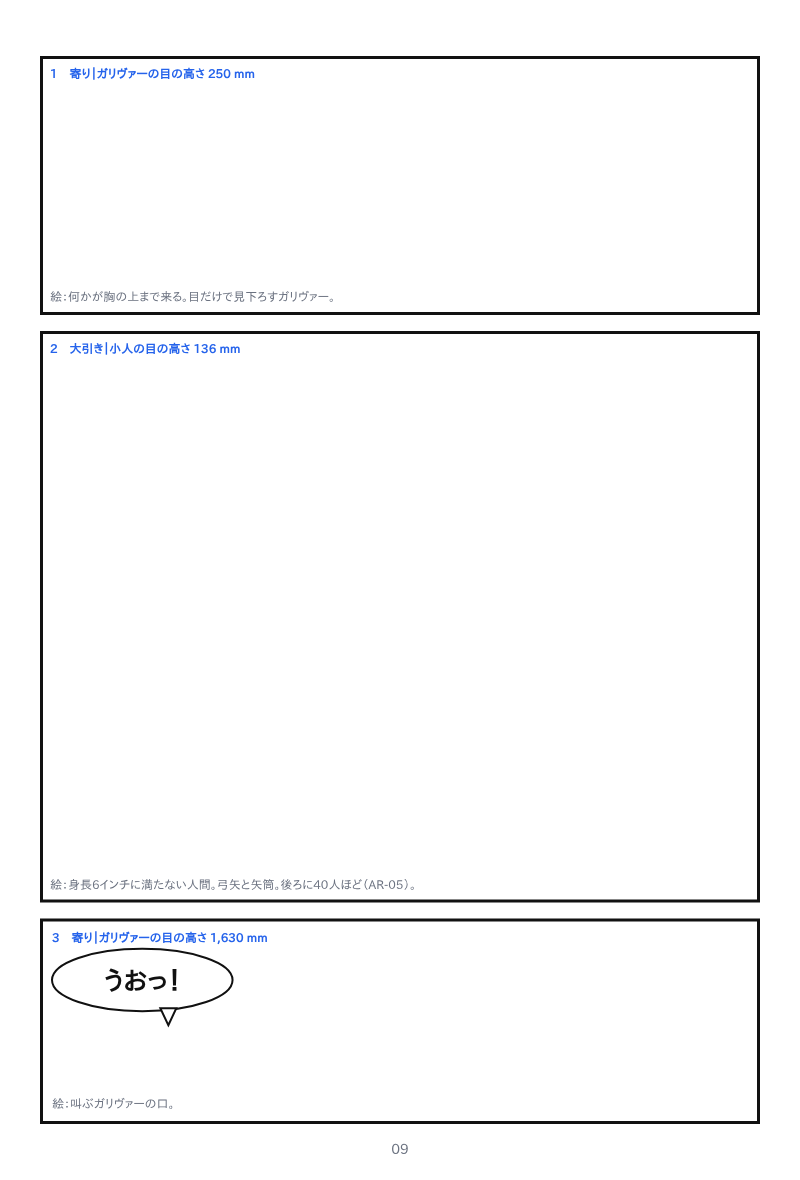 1 寄り|ガリヴァーの目の高さ 250 mm
絵:何かが胸の上まで来る。目だけで見下ろすガリヴァー。
2 大引き|小人の目の高さ 136 mm
絵:身長6インチに満たない人間。弓矢と矢筒。後ろに40人ほど(AR-05)。
3 寄り|ガリヴァーの目の高さ 1,630 mm
うおっ!
絵:叫ぶガリヴァーの口。
09